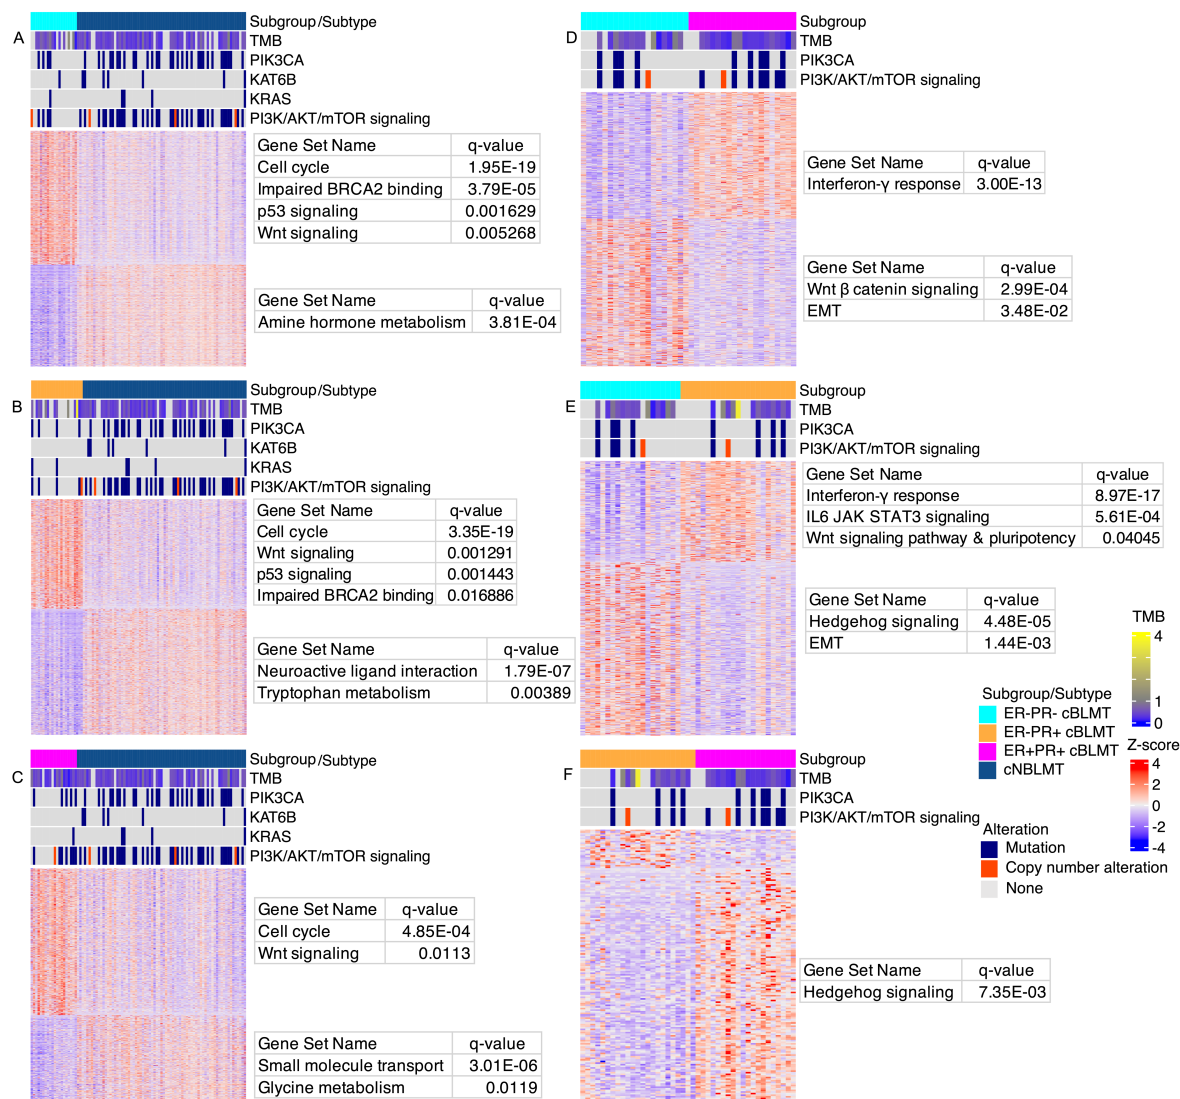 A
Subgroup/Subtype
TMB
PIK3CA
KAT6B
KRAS
PI3K/AKT/mTOR signaling
Gene Set Name q-value
Cell cycle 1.95E-19
Impaired BRCA2 binding 3.79E-05
p53 signaling 0.001629
Wnt signaling 0.005268
Gene Set Name q-value
Amine hormone metabolism 3.81E-04
B
Subgroup/Subtype
TMB
PIK3CA
KAT6B
KRAS
PI3K/AKT/mTOR signaling
Gene Set Name q-value
Cell cycle 3.35E-19
Wnt signaling 0.001291
p53 signaling 0.001443
Impaired BRCA2 binding 0.016886
Gene Set Name q-value
Neuroactive ligand interaction 1.79E-07
Tryptophan metabolism 0.00389
C
Subgroup/Subtype
TMB
PIK3CA
KAT6B
KRAS
PI3K/AKT/mTOR signaling
Gene Set Name q-value
Cell cycle 4.85E-04
Wnt signaling 0.0113
Gene Set Name q-value
Small molecule transport 3.01E-06
Glycine metabolism 0.0119
D
Subgroup
TMB
PIK3CA
PI3K/AKT/mTOR signaling
Gene Set Name q-value
Interferon-γ response 3.00E-13
Gene Set Name q-value
Wnt β catenin signaling 2.99E-04
EMT 3.48E-02
E
Subgroup
TMB
PIK3CA
PI3K/AKT/mTOR signaling
Gene Set Name q-value
Interferon-γ response 8.97E-17
IL6 JAK STAT3 signaling 5.61E-04
Wnt signaling pathway & pluripotency 0.04045
Gene Set Name q-value
Hedgehog signaling 4.48E-05
EMT 1.44E-03
F
Subgroup
TMB
PIK3CA
PI3K/AKT/mTOR signaling
Gene Set Name q-value
Hedgehog signaling 7.35E-03
TMB
4
1
0
Subgroup/Subtype
ER-PR- cBLMT
ER-PR+ cBLMT
ER+PR+ cBLMT
cNBLMT
Z-score
4
2
0
-2
-4
Alteration
Mutation
Copy number alteration
None